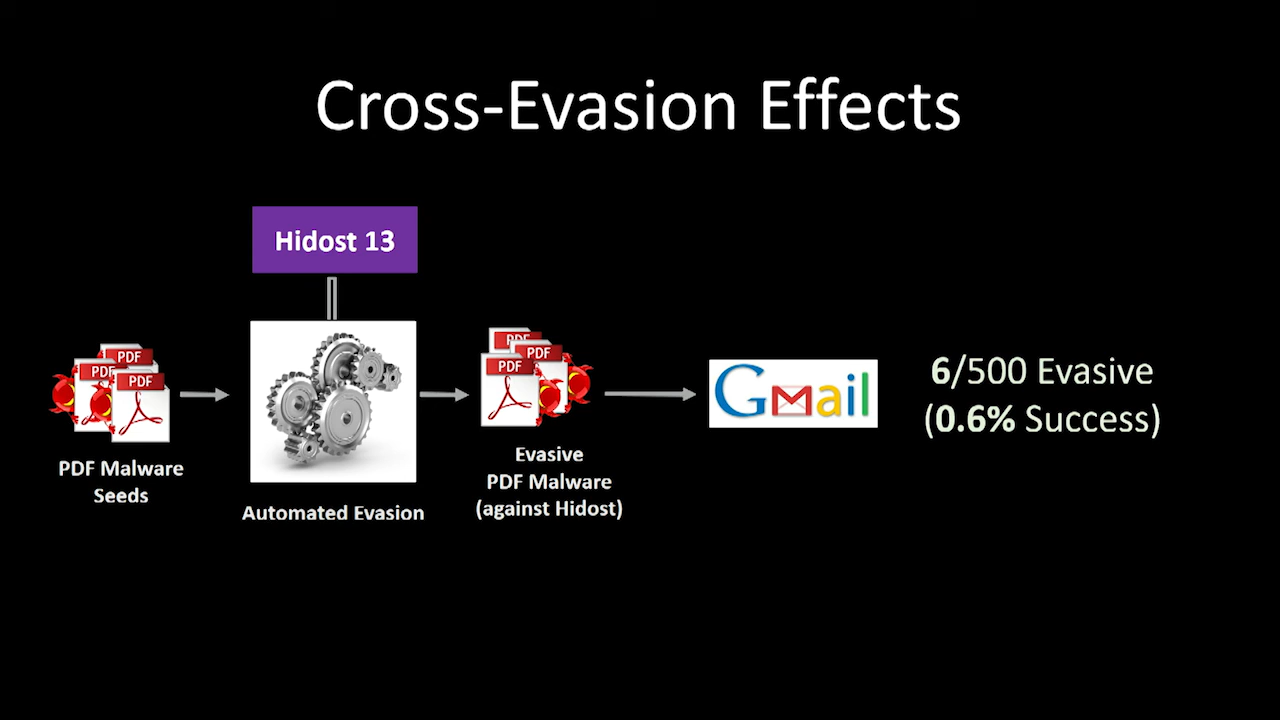 Cross-Evasion Effects
Hidost 13
PDF
PDF
PDF
PDF Malware
Seeds
Automated Evasion
PDF
PDF
PDF
Evasive
PDF Malware
(against Hidost)
Gmail
6/500 Evasive
(0.6% Success)